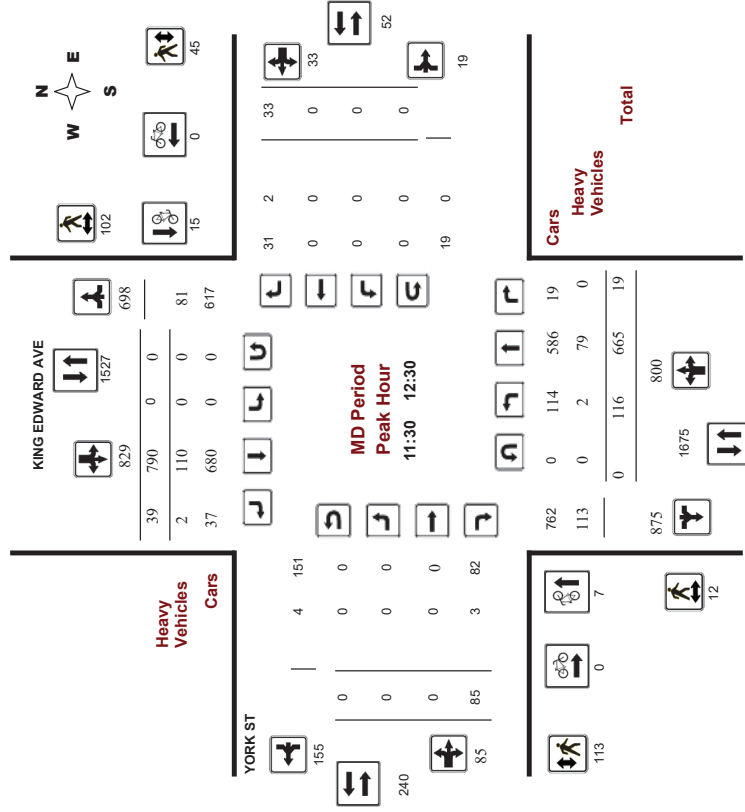 N
W E
S
KING EDWARD AVE
1527
829
698
102
45
15
0
39 790 0 0
2 110 0 0 81
37 680 0 0 617
Heavy
Vehicles
Cars
YORK ST
155
240
85
4 151
0 0 0
0 0 0
0 0 0
85 3 82
MD Period
Peak Hour
11:30 12:30
31 2 33
0 0 0
0 0 0
0 0 0
19 0
33
52
19
Cars
Heavy
Vehicles
Total
762 0 114 586 19
113 0 2 79 0
0 116 665 19
875
800
1675
113
0
7
12